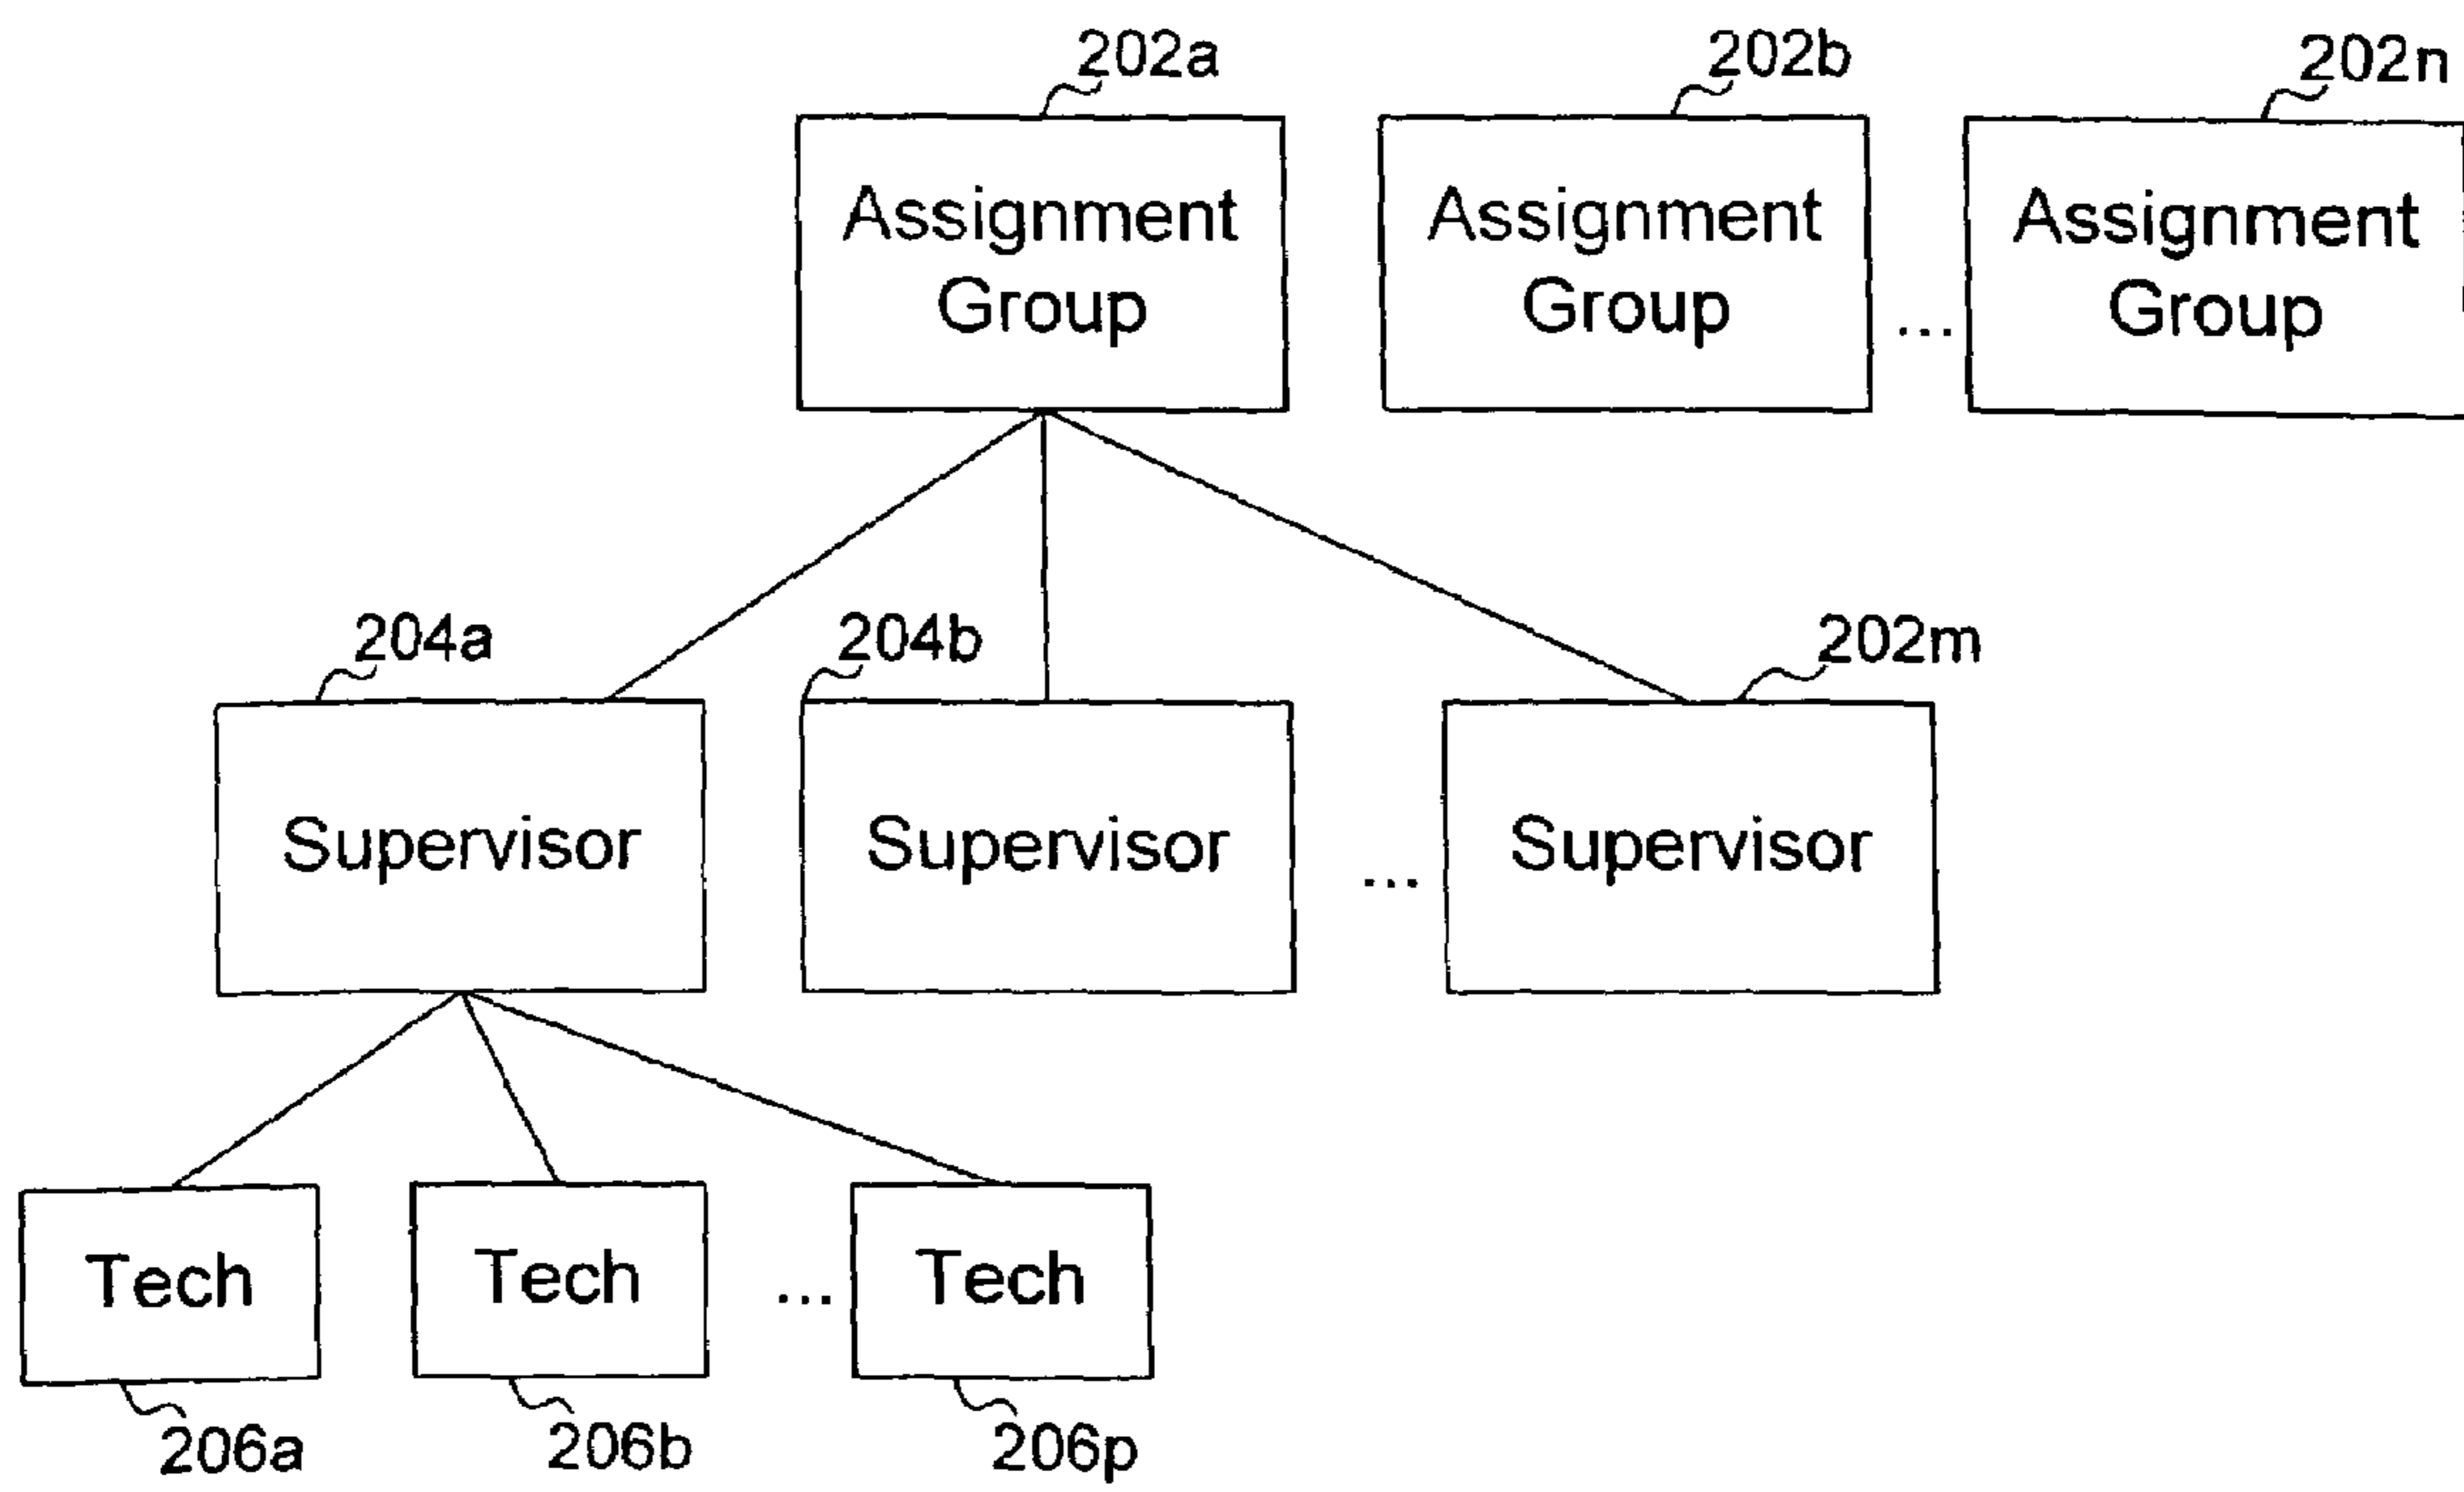 202a
202b
202n
Assignment
Group
Assignment
Group
...
Assignment
Group
204a
204b
202m
Supervisor
Supervisor
...
Supervisor
Tech
Tech
...
Tech
206a
206b
206p